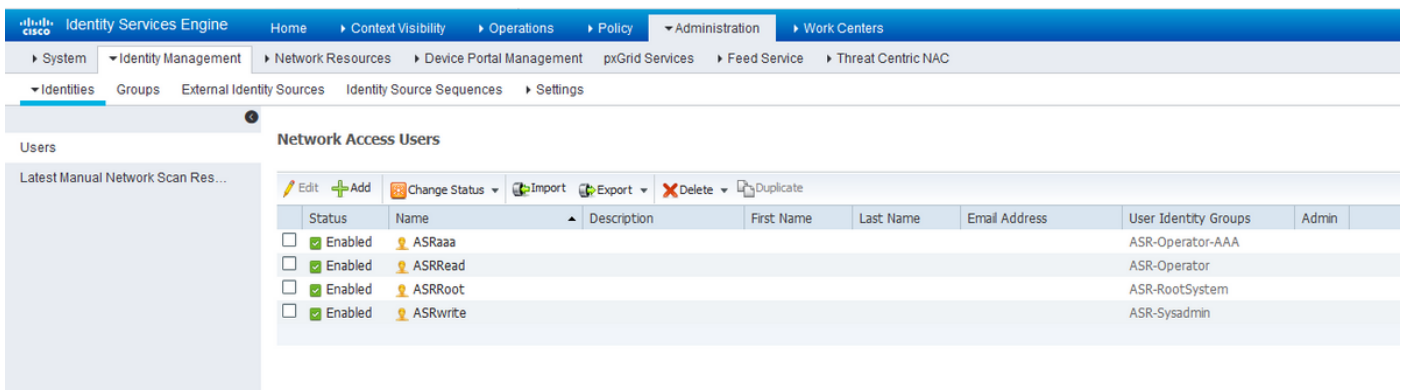 cisco Identity Services Engine Home Context Visibility Operations Policy Administration Work Centers
System Identity Management Network Resources Device Portal Management pxGrid Services Feed Service Threat Centric NAC
Identities Groups External Identity Sources Identity Source Sequences Settings
Users
Latest Manual Network Scan Res...
Network Access Users
Edit Add Change Status Import Export Delete Duplicate
Status Name Description First Name Last Name Email Address User Identity Groups Admin
Enabled ASRaaa ASR-Operator-AAA
Enabled ASRRead ASR-Operator
Enabled ASRRoot ASR-RootSystem
Enabled ASRwrite ASR-Sysadmin